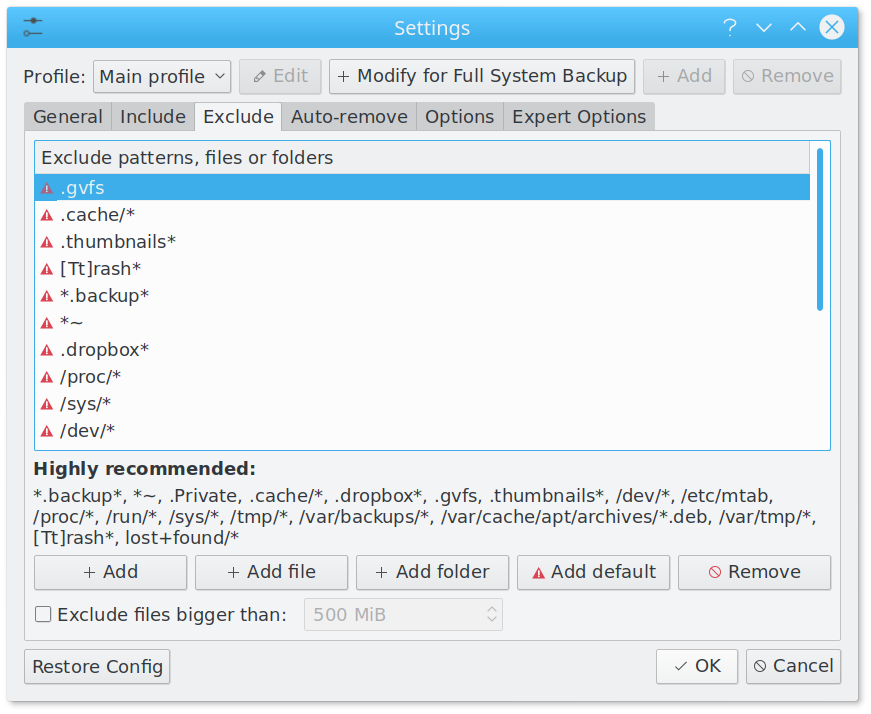 Settings
Profile: Main profile Edit + Modify for Full System Backup + Add Remove
General Include Exclude Auto-remove Options Expert Options
Exclude patterns, files or folders
.gvfs
.cache/*
.thumbnails*
[Tt]rash*
*.backup*
*~
.dropbox*
/proc/*
/sys/*
/dev/*
Highly recommended:
*.backup*, *~, .Private, .cache/*, .dropbox*, .gvfs, .thumbnails*, /dev/*, /etc/mtab,
/proc/*, /run/*, /sys/*, /tmp/*, /var/backups/*, /var/cache/apt/archives/*.deb, /var/tmp/*,
[Tt]rash*, lost+found/*
+ Add + Add file + Add folder Add default Remove
Exclude files bigger than: 500 MiB
Restore Config OK Cancel